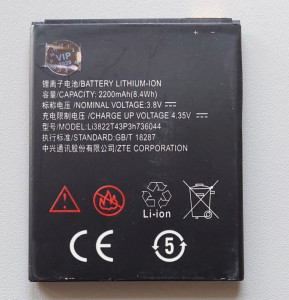 VIP
锂离子电池/BATTERY LITHIUM-ION
容量/CAPACITY: 2200mAh(8.4Wh)
标称电压/NOMINAL VOLTAGE:3.8V
充电限制电压/CHARGE UP VOLTAGE 4.35V
型号/MODEL:Li3822T43P3h736044
执行标准/STANDARD:GB/T 18287
中兴通讯股份有限公司/ZTE CORPORATION
Li-ion
CE
5